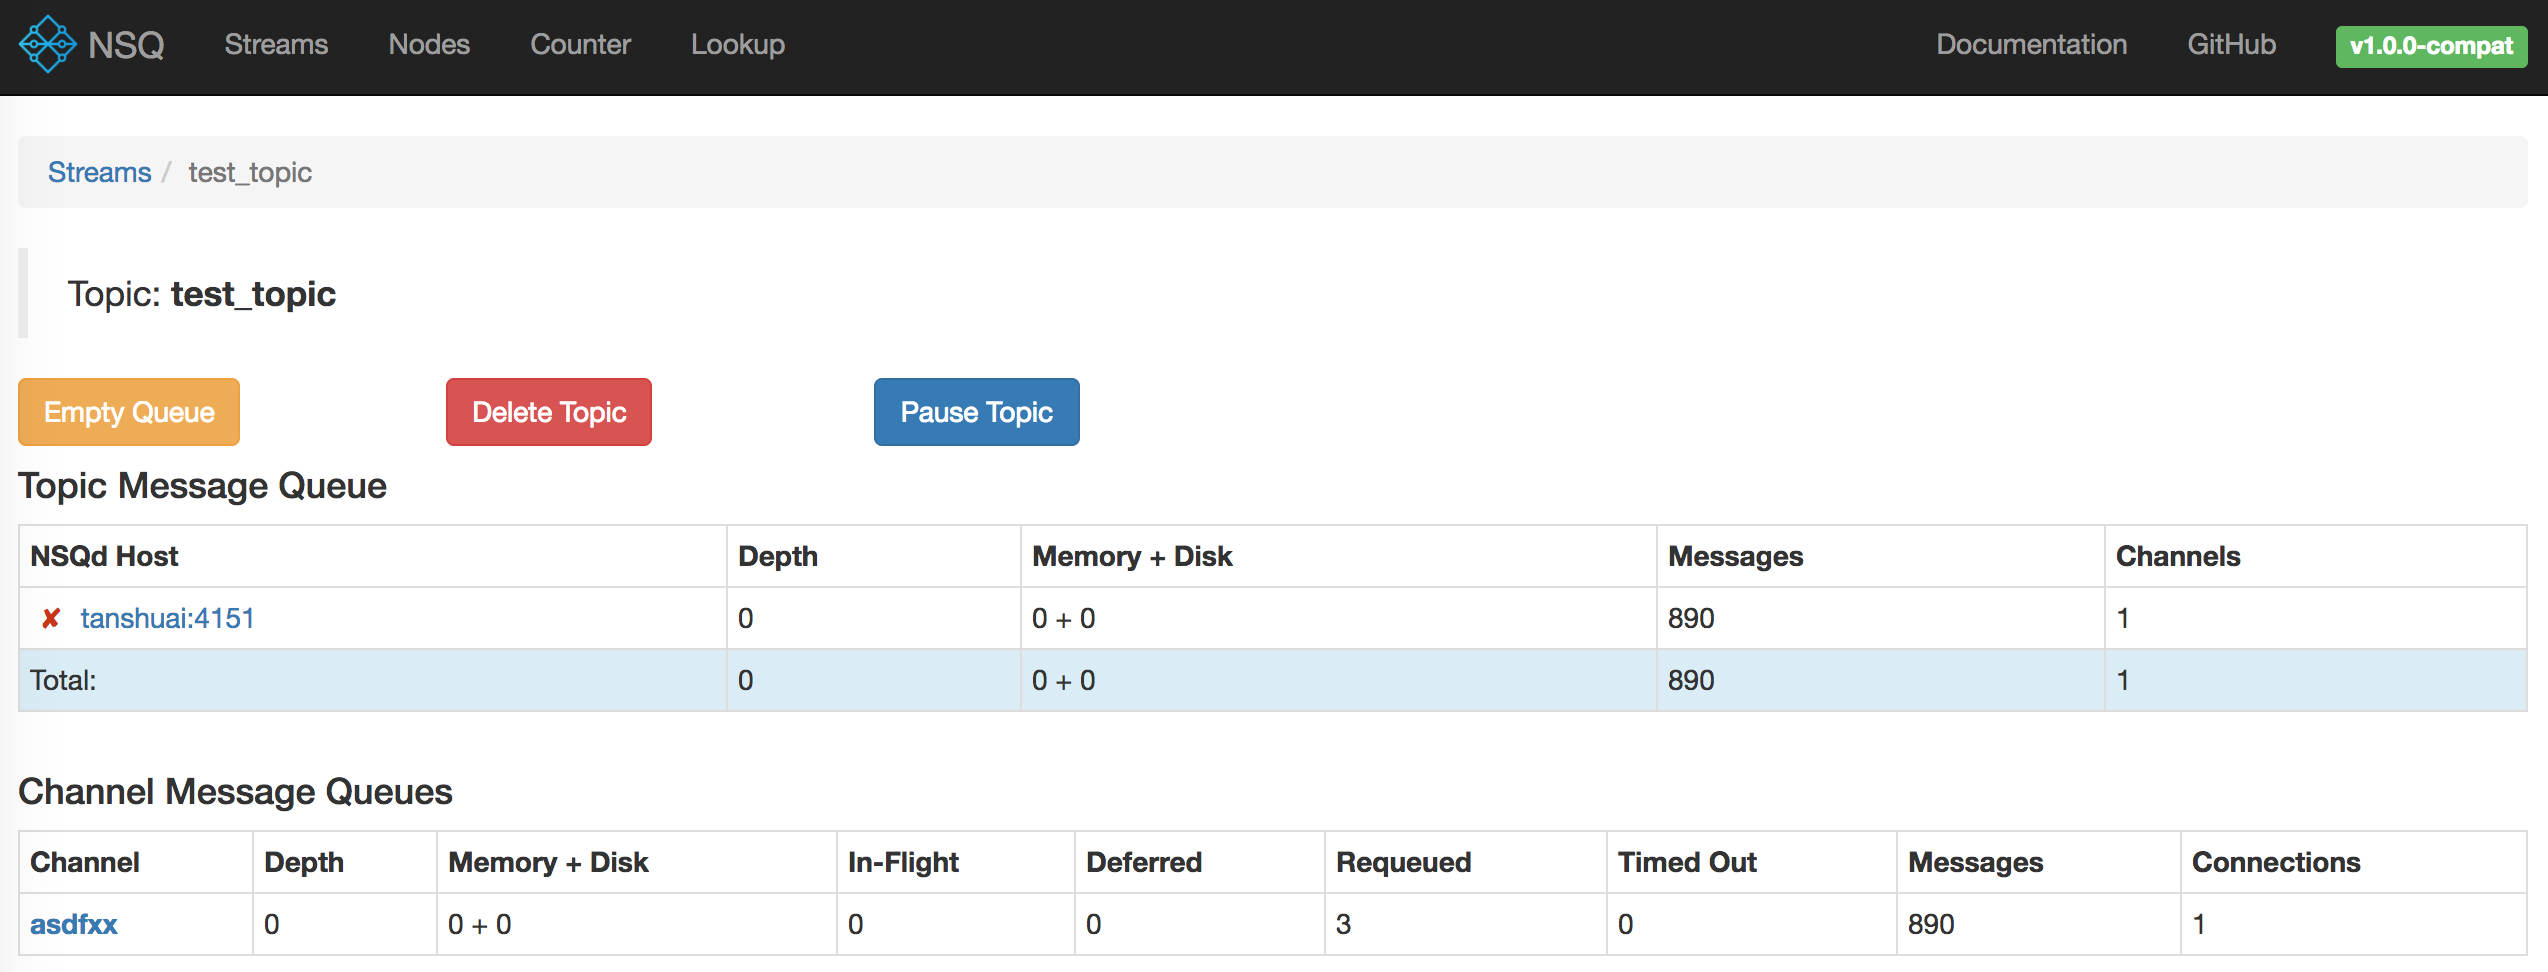 NSQ Streams Nodes Counter Lookup Documentation GitHub v1.0.0-compat
Streams / test_topic
Topic: test_topic
Empty Queue Delete Topic Pause Topic
Topic Message Queue
NSQd Host Depth Memory + Disk Messages Channels
✘ tanshuai:4151 0 0 + 0 890 1
Total: 0 0 + 0 890 1
Channel Message Queues
Channel Depth Memory + Disk In-Flight Deferred Requeued Timed Out Messages Connections
asdfxx 0 0 + 0 0 0 3 0 890 1